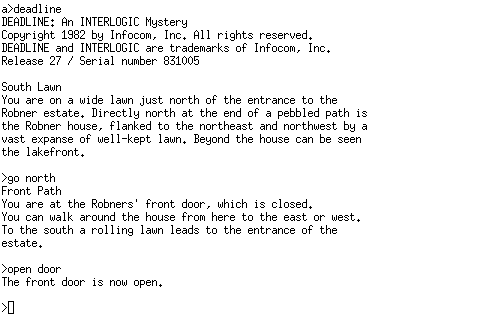 a>deadline
DEADLINE: An INTERLOGIC Mystery
Copyright 1982 by Infocom, Inc. All rights reserved.
DEADLINE and INTERLOGIC are trademarks of Infocom, Inc.
Release 27 / Serial number 831005

South Lawn
You are on a wide lawn just north of the entrance to the
Robner estate. Directly north at the end of a pebbled path is
the Robner house, flanked to the northeast and northwest by a
vast expanse of well-kept lawn. Beyond the house can be seen
the lakefront.

>go north
Front Path
You are at the Robners' front door, which is closed.
You can walk around the house from here to the east or west.
To the south a rolling lawn leads to the entrance of the
estate.

>open door
The front door is now open.

>